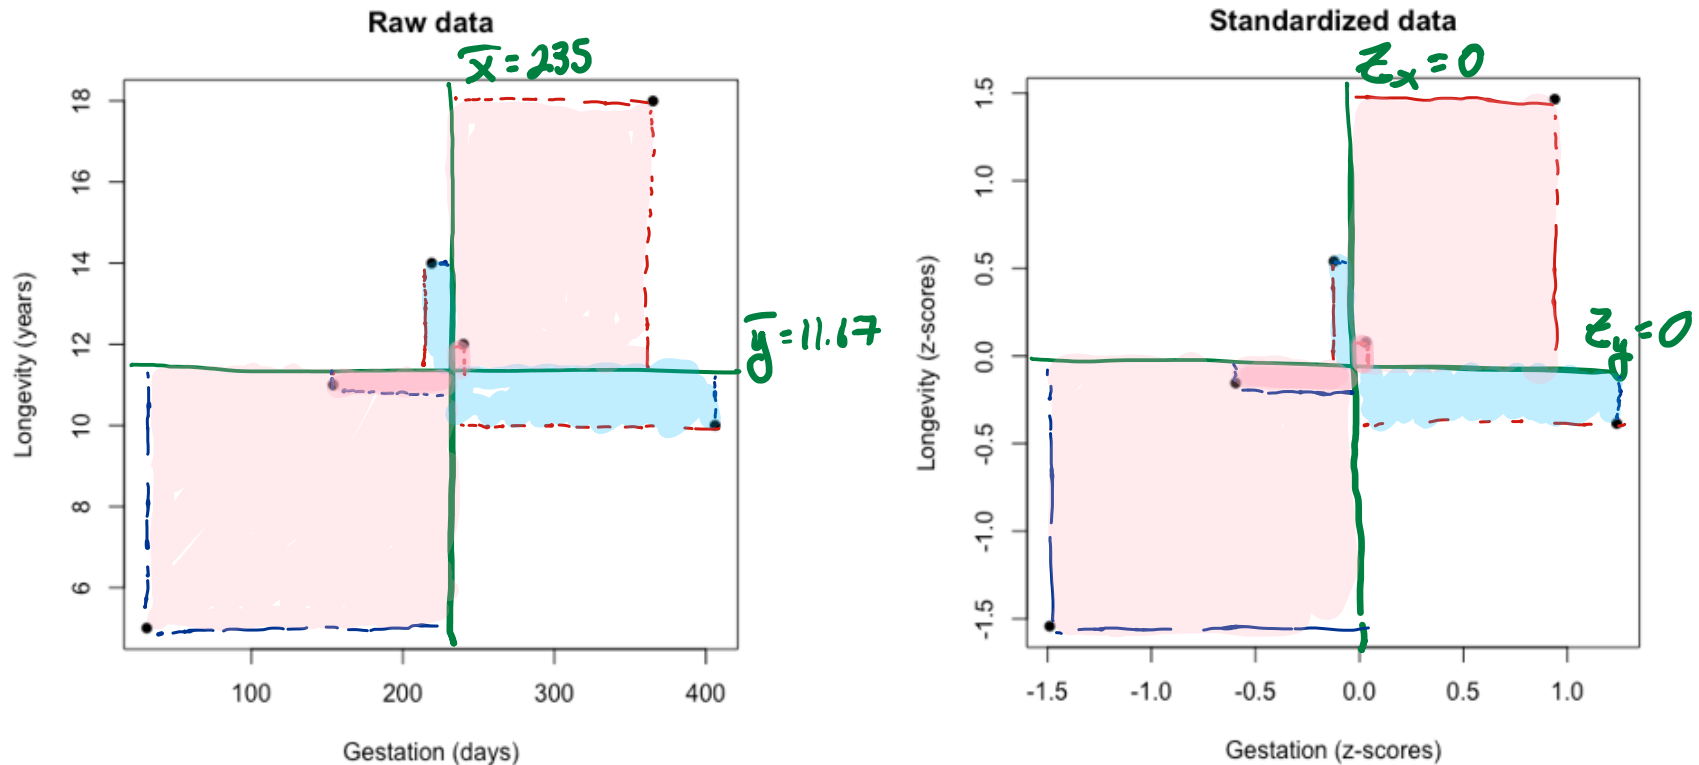 Raw data
x̄=235
18
16
14
12
10
8
6
Longevity (years)
ȳ=11.67
100 200 300 400
Gestation (days)
Standardized data
Zx=0
1.5
1.0
0.5
0.0
-0.5
-1.0
-1.5
Longevity (z-scores)
Zy=0
-1.5 -1.0 -0.5 0.0 0.5 1.0
Gestation (z-scores)